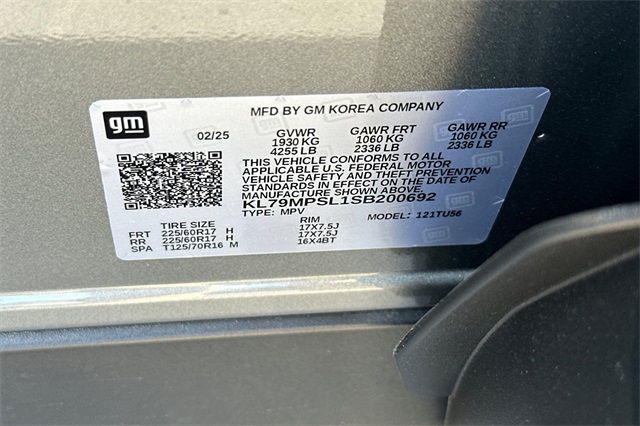 MFD BY GM KOREA COMPANY
gm
02/25 GVWR GAWR FRT GAWR RR
1930 KG 1060 KG 1060 KG
4255 LB 2336 LB 2336 LB
THIS VEHICLE CONFORMS TO ALL
APPLICABLE U.S. FEDERAL MOTOR
VEHICLE SAFETY AND THEFT PREVENTION
STANDARDS IN EFFECT ON THE DATE OF
MANUFACTURE SHOWN ABOVE.
KL79MPSL1SB200692
TYPE: MPV MODEL: 121TU56
TIRE SIZE RIM
FRT 225/60R17 H 17X7.5J
RR 225/60R17 H 17X7.5J
SPA T125/70R16 M 16X4BT